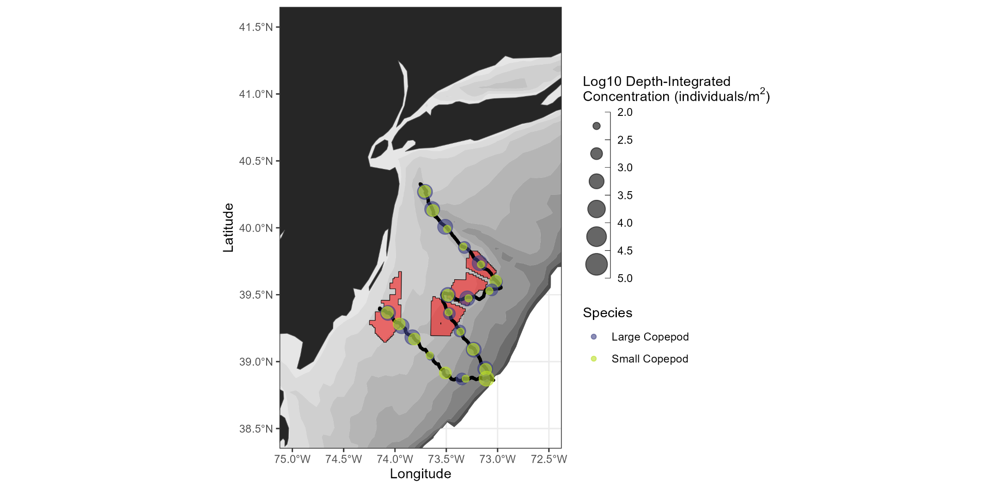 41.5°N
41.0°N
40.5°N
40.0°N
39.5°N
39.0°N
38.5°N
Latitude
75.0°W 74.5°W 74.0°W 73.5°W 73.0°W 72.5°W
Longitude
Log10 Depth-Integrated
Concentration (individuals/m²)
2.0
2.5
3.0
3.5
4.0
4.5
5.0
Species
Large Copepod
Small Copepod